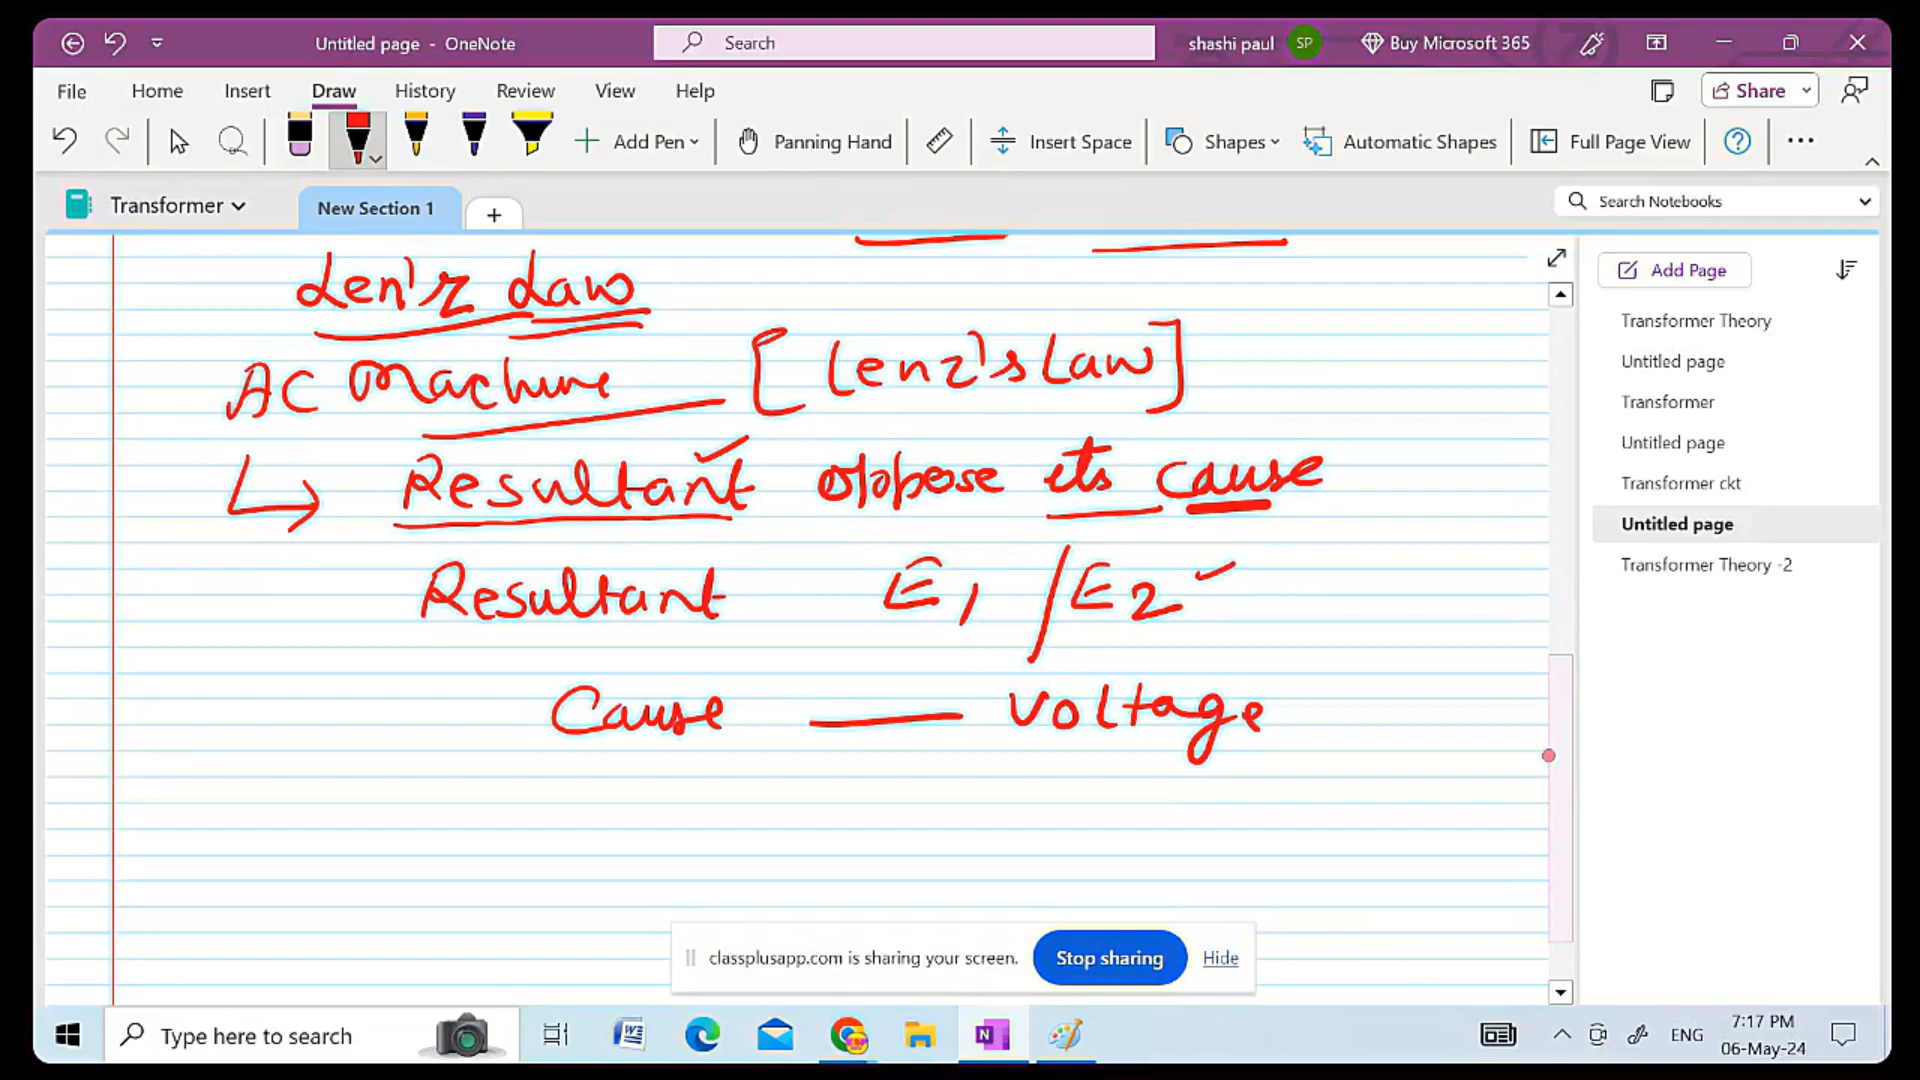 Untitled page - OneNote
Search
shashi paul SP
Buy Microsoft 365
File Home Insert Draw History Review View Help
Share
Add Pen Panning Hand Insert Space Shapes Automatic Shapes Full Page View
Transformer New Section 1 +
Search Notebooks
Len'z Law
AC Machine [Lenz's Law]
Resultant oppose its cause
Resultant E1 / E2
Cause — Voltage
Add Page
Transformer Theory
Untitled page
Transformer
Untitled page
Transformer ckt
Untitled page
Transformer Theory -2
classplusapp.com is sharing your screen. Stop sharing Hide
Type here to search
ENG
7:17 PM
06-May-24